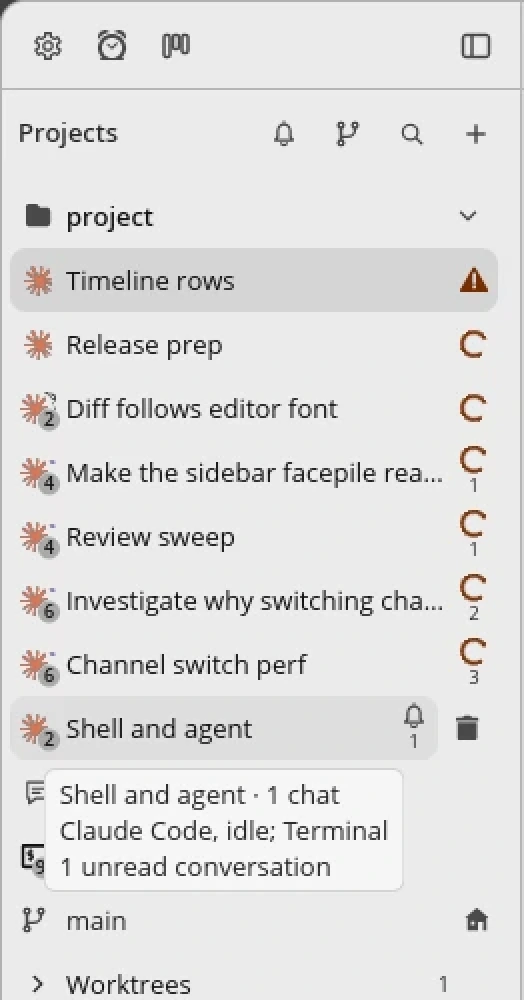 Projects
project
Timeline rows
Release prep
2 Diff follows editor font
4 Make the sidebar facepile rea... 1
4 Review sweep 1
6 Investigate why switching cha... 2
6 Channel switch perf 3
2 Shell and agent 1
Shell and agent · 1 chat
Claude Code, idle; Terminal
1 unread conversation
$ 9
main
Worktrees 1